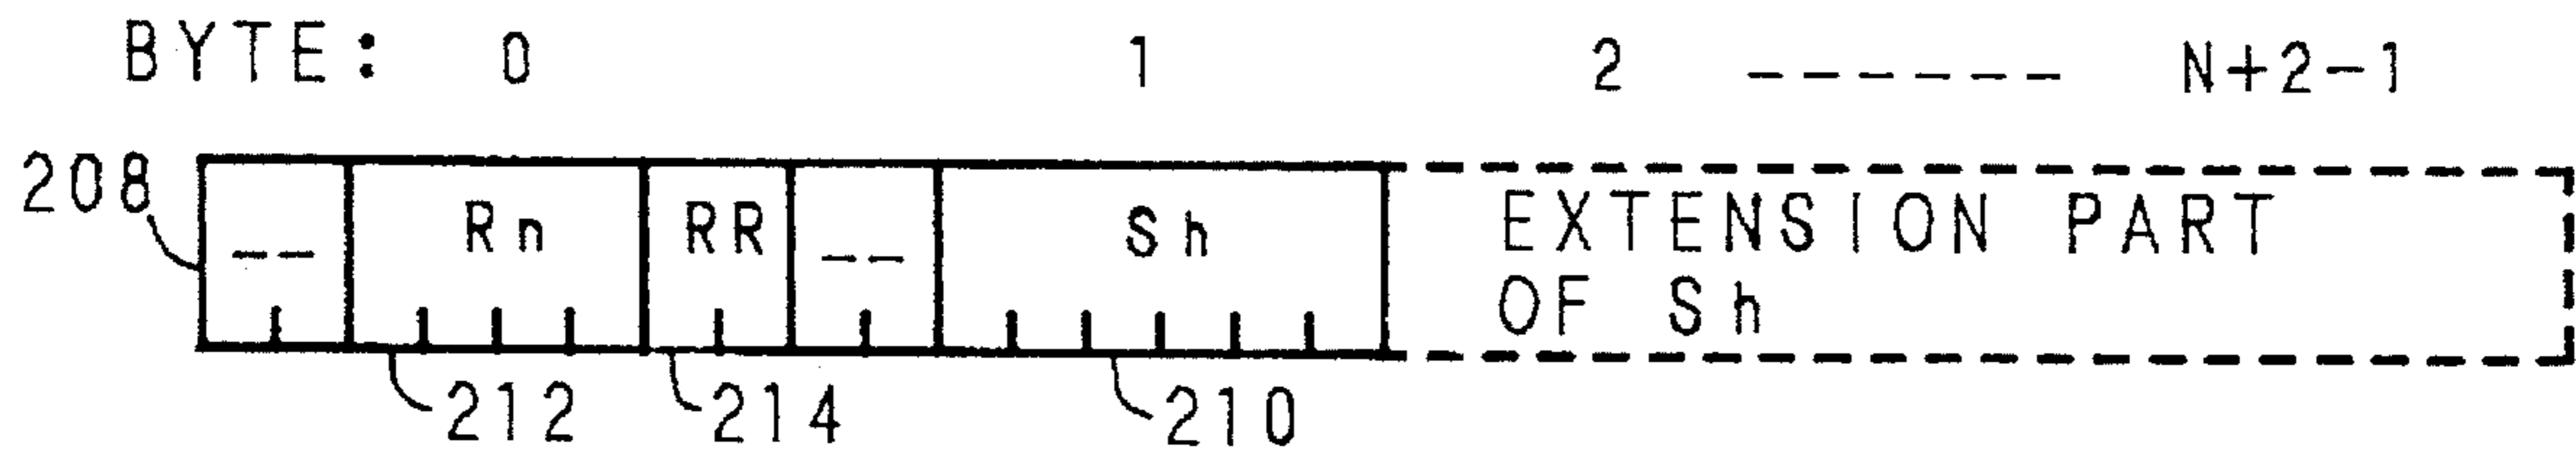 BYTE: 0 1 2 ------ N+2-1
208 -- Rn RR -- Sh EXTENSION PART
OF Sh
212 214 210